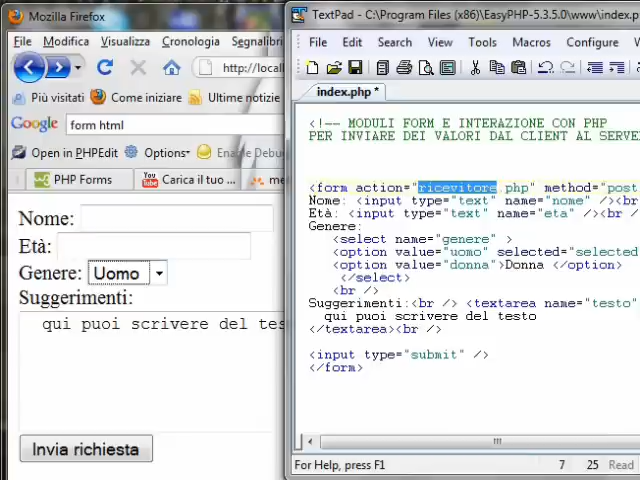 Mozilla Firefox
File Modifica Visualizza Cronologia Segnalibri
http://local
Più visitati Come iniziare Ultime notizie
Google form html
Open in PHPEdit Options Enable Debu
PHP Forms Carica il tuo ... me
Nome:
Età:
Genere: Uomo
Suggerimenti:
qui puoi scrivere del tes
Invia richiesta
TextPad - C:\Program Files (x86)\EasyPHP-5.3.5.0\www\index.p
File Edit Search View Tools Macros Configure W
index.php *
<!-- MODULI FORM E INTERAZIONE CON PHP
PER INVIARE DEI VALORI DAL CLIENT AL SERVE
<form action="ricevitore.php" method="post
Nome: <input type="text" name="nome" /><br
Età: <input type="text" name="eta" /><br /
Genere:
<select name="genere" >
<option value="uomo" selected="selected
<option value="donna">Donna </option>
</select>
<br />
Suggerimenti:<br /> <textarea name="testo"
qui puoi scrivere del testo
</textarea><br />
<input type="submit" />
</form>
For Help, press F1 7 25 Read